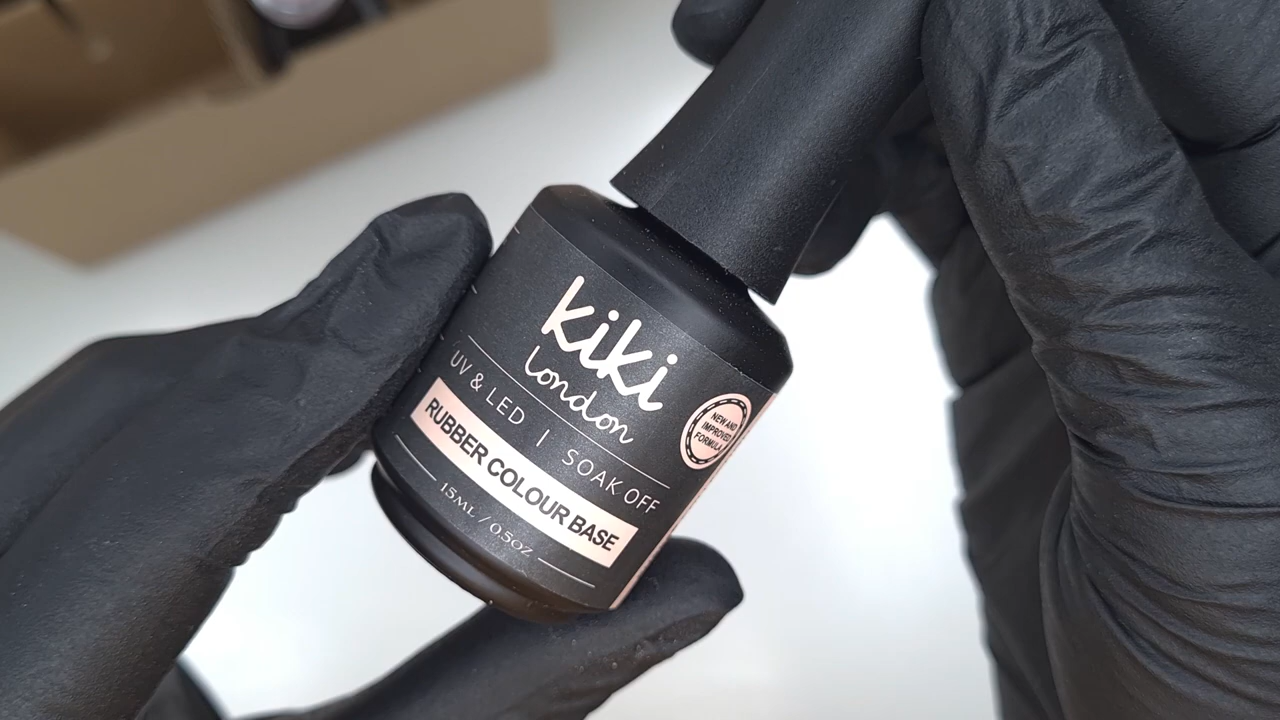 kiki
london
UV & LED | SOAK OFF
RUBBER COLOUR BASE
15ML / 0.5OZ
NEW AND
IMPROVED
FORMULA